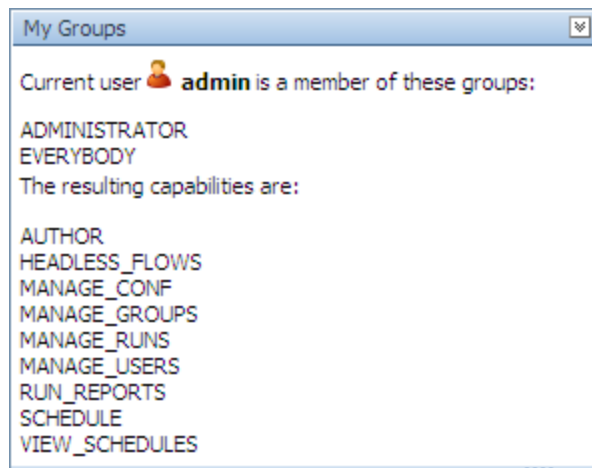 My Groups
Current user admin is a member of these groups:
ADMINISTRATOR
EVERYBODY
The resulting capabilities are:
AUTHOR
HEADLESS_FLOWS
MANAGE_CONF
MANAGE_GROUPS
MANAGE_RUNS
MANAGE_USERS
RUN_REPORTS
SCHEDULE
VIEW_SCHEDULES